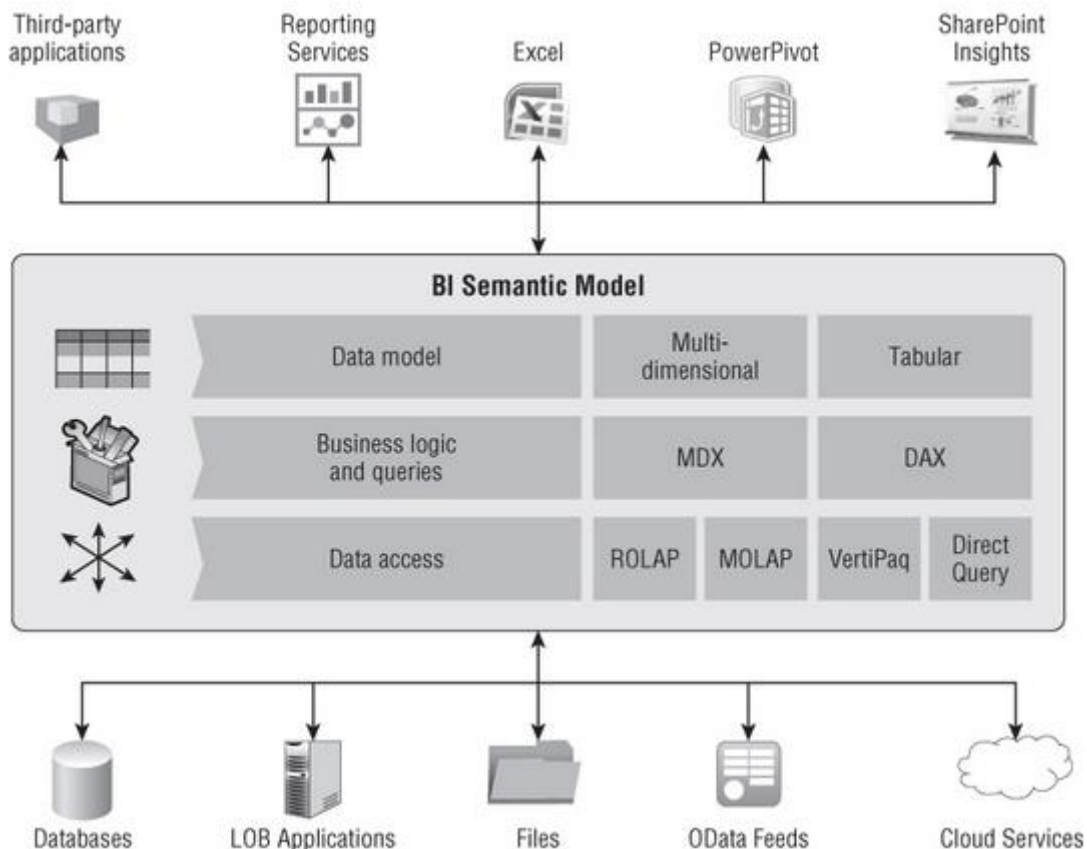 Third-party
applications
Reporting
Services
Excel
PowerPivot
SharePoint
Insights
BI Semantic Model
Data model
Multi-
dimensional
Tabular
Business logic
and queries
MDX
DAX
Data access
ROLAP
MOLAP
VertiPaq
Direct
Query
Databases
LOB Applications
Files
OData Feeds
Cloud Services